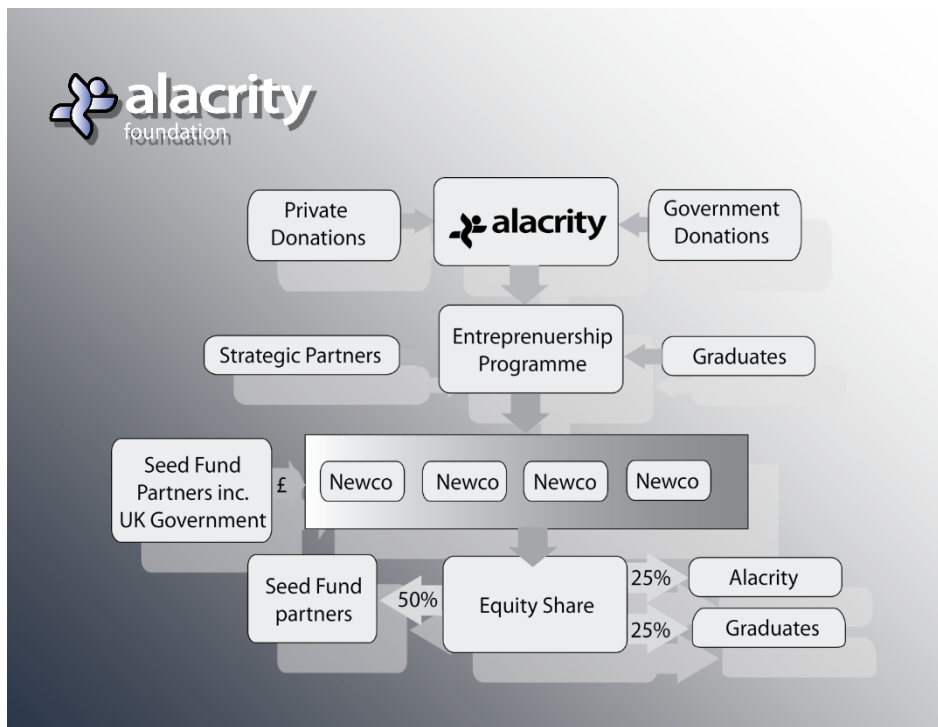 alacrity
foundation
Private
Donations
alacrity
Government
Donations
Strategic Partners
Entreprenuership
Programme
Graduates
Seed Fund
Partners inc.
UK Government
£
Newco
Newco
Newco
Newco
Seed Fund
partners
50%
Equity Share
25%
Alacrity
25%
Graduates